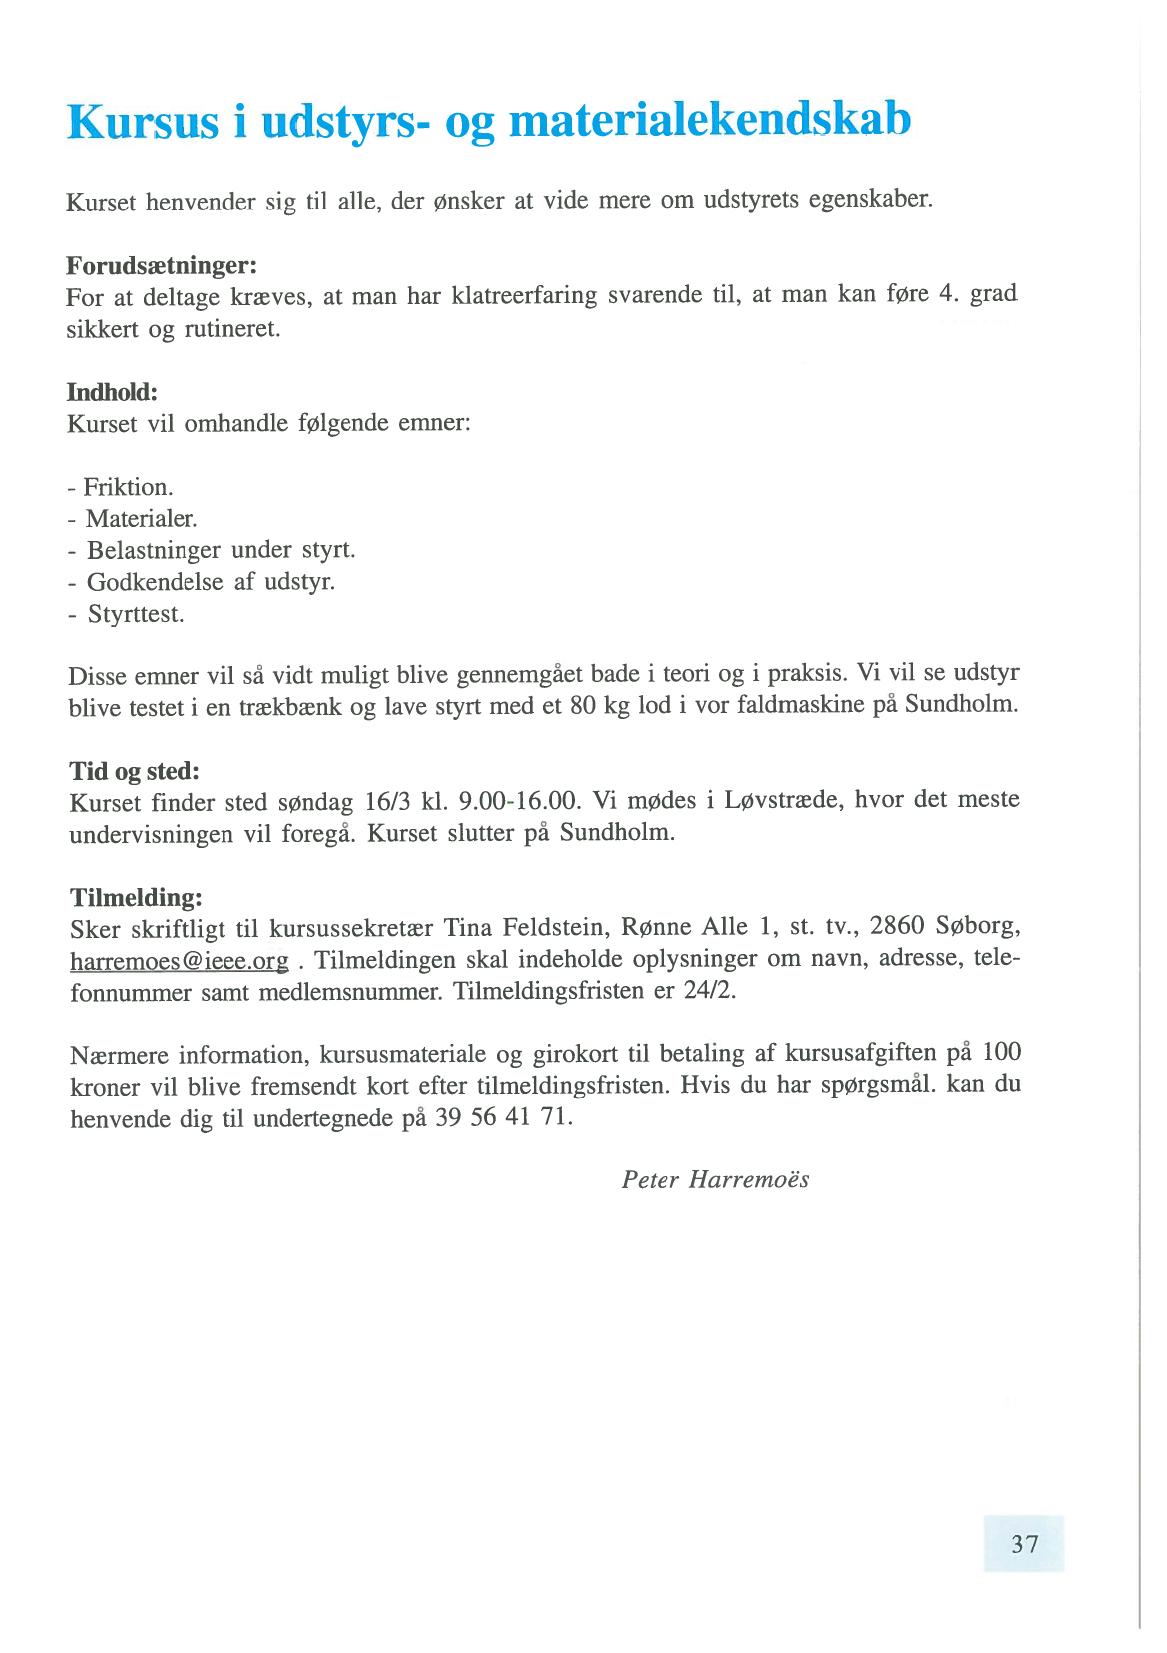 Kursus i udstyrs- og materialekendskab
Kurset henvender sig til alle, der ønsker at vide mere om udstyrets egenskaber.
Forudsætninger:
For at deltage kræves, at man har klatreerfaring svarende til, at man kan føre 4. grad
sikkert og rutineret.
Indhold:
Kurset vil omhandle følgende emner:
- Friktion.
- Materialer.
- Belastninger under styrt.
- Godkendelse af udstyr.
- Styrttest.
Disse emner vil så vidt muligt blive gennemgået bade i teori og i praksis. Vi vil se udstyr
blive testet i en trækbænk og lave styrt med et 80 kg lod i vor faldmaskine på Sundholm.
Tid og sted:
Kurset finder sted søndag 16/3 kl. 9.00-16.00. Vi mødes i Løvstræde, hvor det meste
undervisningen vil foregå. Kurset slutter på Sundholm.
Tilmelding:
Sker skriftligt til kursussekretær Tina Feldstein, Rønne Alle 1, st. tv., 2860 Søborg,
harremoes@ieee.org . Tilmeldingen skal indeholde oplysninger om navn, adresse, tele-
fonnummer samt medlemsnummer. Tilmeldingsfristen er 24/2.
Nærmere information, kursusmateriale og girokort til betaling af kursusafgiften på 100
kroner vil blive fremsendt kort efter tilmeldingsfristen. Hvis du har spørgsmål. kan du
henvende dig til undertegnede på 39 56 41 71.
Peter Harremoës
37